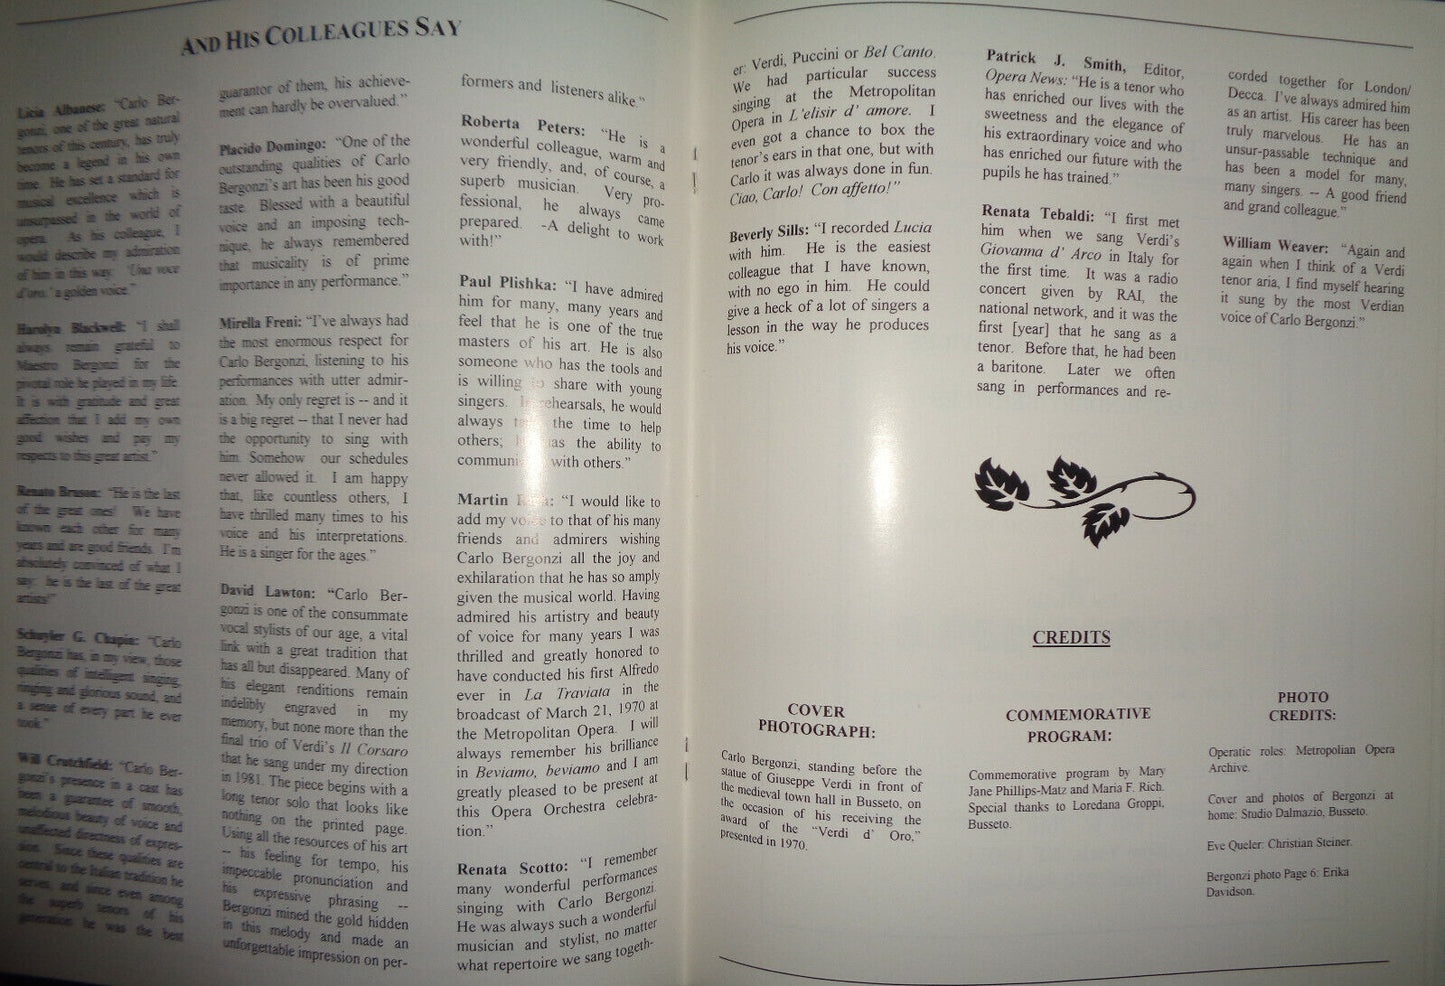 AND HIS COLLEAGUES SAY
Licia Albanese: "Carlo Ber-
gonzi, one of the great natural
tenors of this century, has truly
become a legend in his own
time. He has set a standard for
musical excellence which is
unsurpassed in the world of
opera. As his colleague, I
would describe my admiration
of him in this way: 'Una voce
d'oro,' a golden voice."
Harolyn Blackwell: "I shall
always remain grateful to
Maestro Bergonzi for the
pivotal role he played in my life.
It is with gratitude and great
affection that I add my own
good wishes and pay my
respects to this great artist."
Renato Bruson: "He is the last
of the great ones! We have
known each other for many
years and are good friends. I'm
absolutely convinced of what I
say: he is the last of the great
artists!"
Schuyler G. Chapin: "Carlo
Bergonzi has, in my view, those
qualities of intelligent singing,
ringing and glorious sound, and
a sense of every part he ever
took."
Will Crutchfield: "Carlo Ber-
gonzi's presence in a cast has
been a guarantee of smooth,
melodious beauty of voice and
unaffected directness of expres-
sion. Since these qualities are
central to the Italian tradition he
serves, and since even among
the superb tenors of his
generation he was the best
guarantor of them, his achieve-
ment can hardly be overvalued."
Placido Domingo: "One of the
outstanding qualities of Carlo
Bergonzi's art has been his good
taste. Blessed with a beautiful
voice and an imposing tech-
nique, he always remembered
that musicality is of prime
importance in any performance."
Mirella Freni: "I've always had
the most enormous respect for
Carlo Bergonzi, listening to his
performances with utter admir-
ation. My only regret is -- and it
is a big regret -- that I never had
the opportunity to sing with
him. Somehow our schedules
never allowed it. I am happy
that, like countless others, I
have thrilled many times to his
voice and his interpretations.
He is a singer for the ages."
David Lawton: "Carlo Ber-
gonzi is one of the consummate
vocal stylists of our age, a vital
link with a great tradition that
has all but disappeared. Many of
his elegant renditions remain
indelibly engraved in my
memory, but none more than the
final trio of Verdi's Il Corsaro
that he sang under my direction
in 1981. The piece begins with a
long tenor solo that looks like
nothing on the printed page.
Using all the resources of his art
-- his feeling for tempo, his
impeccable pronunciation and
his expressive phrasing --
Bergonzi mined the gold hidden
in this melody and made an
unforgettable impression on per-
formers and listeners alike."
Roberta Peters: "He is a
wonderful colleague, warm and
very friendly, and, of course, a
superb musician. Very pro-
fessional, he always came
prepared. -A delight to work
with!"
Paul Plishka: "I have admired
him for many, many years and
feel that he is one of the true
masters of his art. He is also
someone who has the tools and
is willing to share with young
singers. In rehearsals, he would
always the time to help
others; has the ability to
communi with others."
Martin "I would like to
add my voice to that of his many
friends and admirers wishing
Carlo Bergonzi all the joy and
exhilaration that he has so amply
given the musical world. Having
admired his artistry and beauty
of voice for many years I was
thrilled and greatly honored to
have conducted his first Alfredo
ever in La Traviata in the
broadcast of March 21, 1970 at
the Metropolitan Opera. I will
always remember his brilliance
in Beviamo, beviamo and I am
greatly pleased to be present at
this Opera Orchestra celebra-
tion."
Renata Scotto: "I remember
many wonderful performances
singing with Carlo Bergonzi.
He was always such a wonderful
musician and stylist, no matter
what repertoire we sang togeth-
er: Verdi, Puccini or Bel Canto.
We had particular success
singing at the Metropolitan
Opera in L'elisir d' amore. I
even got a chance to box the
tenor's ears in that one, but with
Carlo it was always done in fun.
Ciao, Carlo! Con affetto!"
Beverly Sills: "I recorded Lucia
with him. He is the easiest
colleague that I have known,
with no ego in him. He could
give a heck of a lot of singers a
lesson in the way he produces
his voice."
Patrick J. Smith, Editor,
Opera News: "He is a tenor who
has enriched our lives with the
sweetness and the elegance of
his extraordinary voice and who
has enriched our future with the
pupils he has trained."
Renata Tebaldi: "I first met
him when we sang Verdi's
Giovanna d' Arco in Italy for
the first time. It was a radio
concert given by RAI, the
national network, and it was the
first [year] that he sang as a
tenor. Before that, he had been
a baritone. Later we often
sang in performances and re-
corded together for London/
Decca. I've always admired him
as an artist. His career has been
truly marvelous. He has an
unsur-passable technique and
has been a model for many,
many singers. -- A good friend
and grand colleague."
William Weaver: "Again and
again when I think of a Verdi
tenor aria, I find myself hearing
it sung by the most Verdian
voice of Carlo Bergonzi."
CREDITS
COVER
PHOTOGRAPH:
Carlo Bergonzi, standing before the
statue of Giuseppe Verdi in front of
the medieval town hall in Busseto, on
the occasion of his receiving the
award of the "Verdi d' Oro,"
presented in 1970.
COMMEMORATIVE
PROGRAM:
Commemorative program by Mary
Jane Phillips-Matz and Maria F. Rich.
Special thanks to Loredana Groppi,
Busseto.
PHOTO
CREDITS:
Operatic roles: Metropolian Opera
Archive.
Cover and photos of Bergonzi at
home: Studio Dalmazio, Busseto.
Eve Queler: Christian Steiner.
Bergonzi photo Page 6: Erika
Davidson.